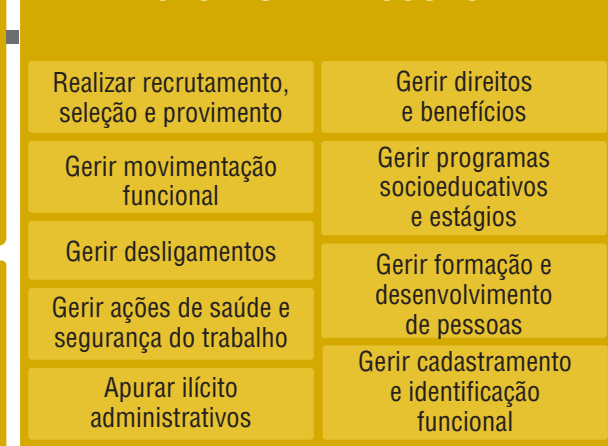 Realizar recrutamento,
seleção e provimento
Gerir movimentação
funcional
Gerir desligamentos
Gerir ações de saúde e
segurança do trabalho
Apurar ilícito
administrativos
Gerir direitos
e benefícios
Gerir programas
socioeducativos
e estágios
Gerir formação e
desenvolvimento
de pessoas
Gerir cadastramento
e identificação
funcional